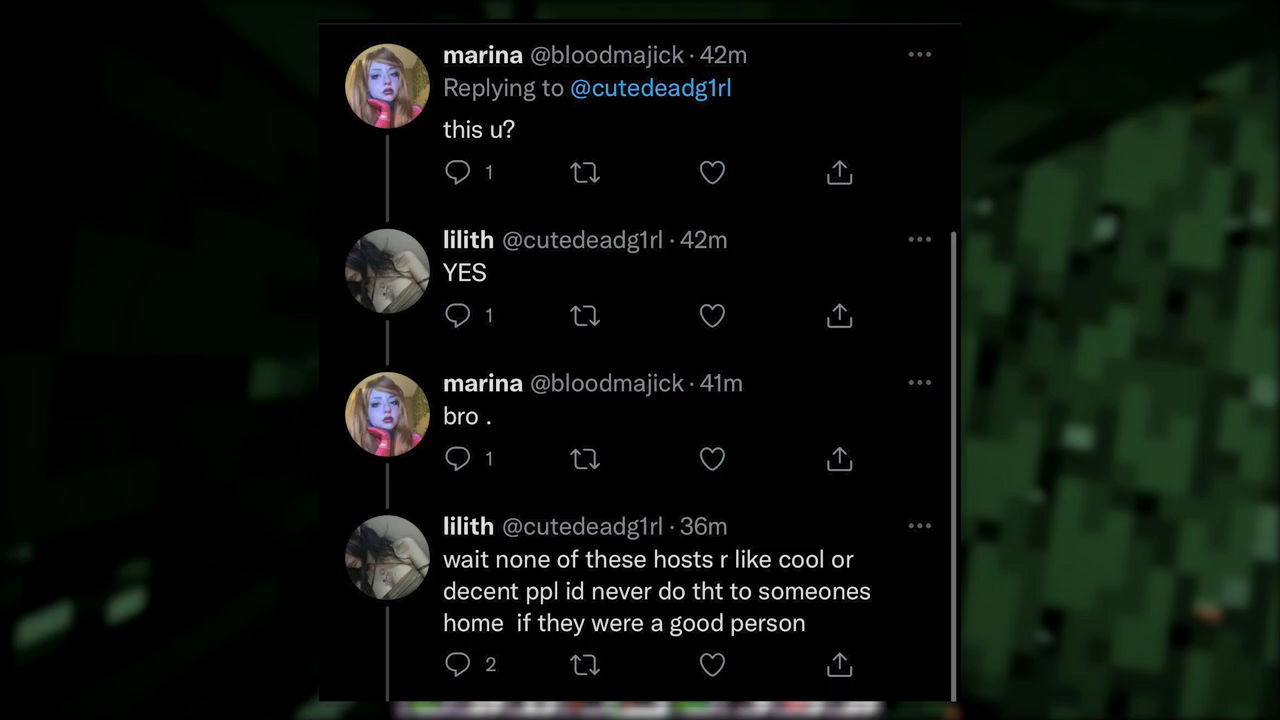 marina @bloodmajick · 42m
Replying to @cutedeadg1rl
this u?
1
lilith @cutedeadg1rl · 42m
YES
1
marina @bloodmajick · 41m
bro .
1
lilith @cutedeadg1rl · 36m
wait none of these hosts r like cool or
decent ppl id never do tht to someones
home  if they were a good person
2